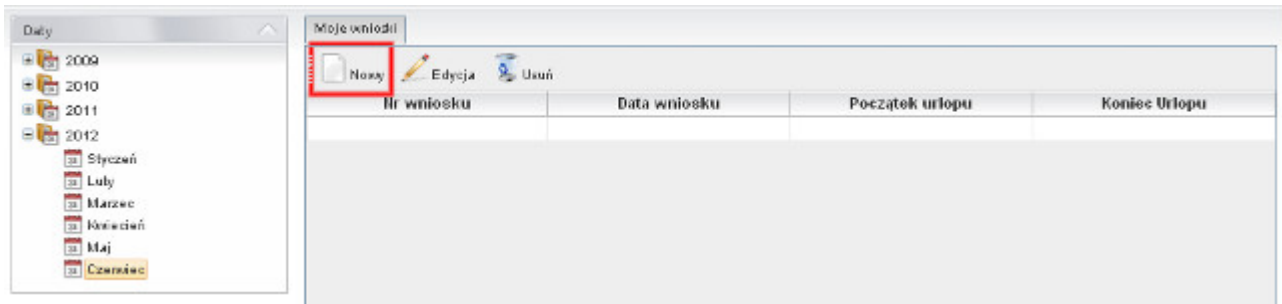 Daty
2009
2010
2011
2012
Styczeń
Luty
Marzec
Kwiecień
Maj
Czerwiec
Moje wnioski
Nowy Edycja Usuń
Nr wniosku Data wniosku Początek urlopu Koniec Urlopu